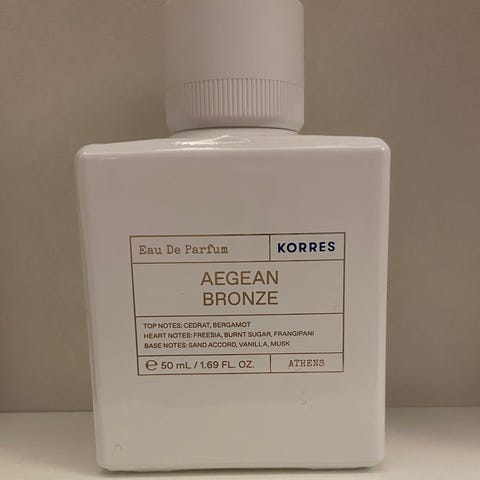 Eau De Parfum
KORRES
AEGEAN
BRONZE
TOP NOTES: CEDRAT, BERGAMOT
HEART NOTES: FREESIA, BURNT SUGAR, FRANGIPANI
BASE NOTES: SAND ACCORD, VANILLA, MUSK
℮ 50 mL / 1.69 FL. OZ.
ATHENS